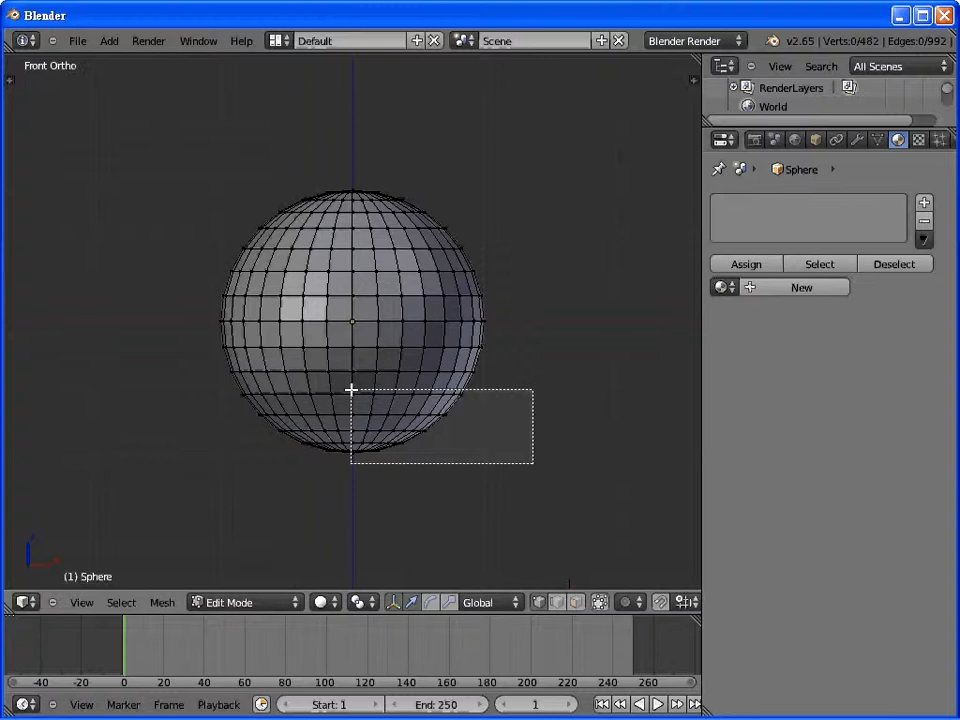 Blender
File Add Render Window Help Default Scene Blender Render v2.65 | Verts:0/482 | Edges:0/992 |
Front Ortho
View Search All Scenes
RenderLayers |
World
Sphere
Assign Select Deselect
New
(1) Sphere
View Select Mesh Edit Mode Global
-40 -20 0 20 40 60 80 100 120 140 160 180 200 220 240 260
View Marker Frame Playback Start: 1 End: 250 1